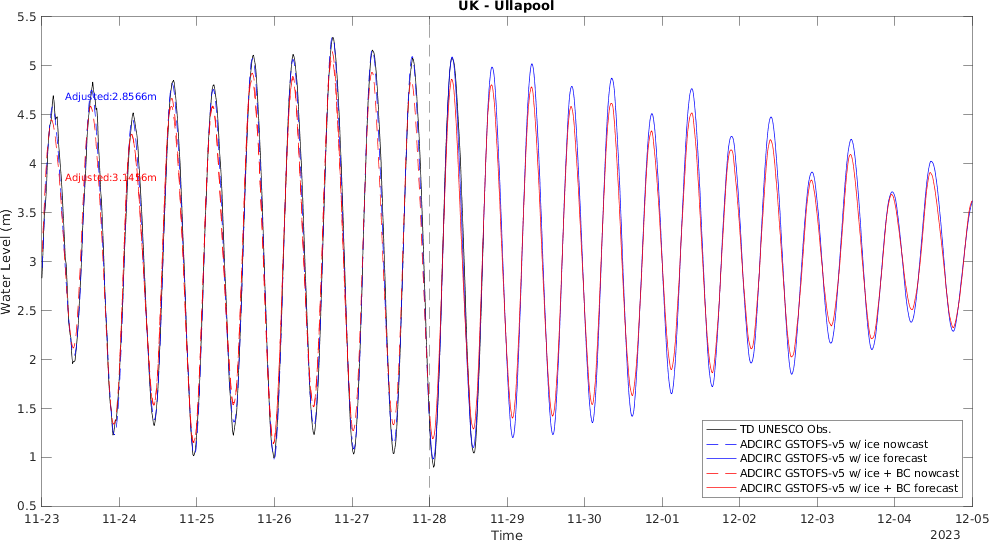 UK - Ullapool
5.5
5
4.5
4
3.5
3
2.5
2
1.5
1
0.5
Water Level (m)
Adjusted:2.8566m
Adjusted:3.1456m
TD UNESCO Obs.
ADCIRC GSTOFS-v5 w/ ice nowcast
ADCIRC GSTOFS-v5 w/ ice forecast
ADCIRC GSTOFS-v5 w/ ice + BC nowcast
ADCIRC GSTOFS-v5 w/ ice + BC forecast
11-23 11-24 11-25 11-26 11-27 11-28 11-29 11-30 12-01 12-02 12-03 12-04 12-05
Time
2023